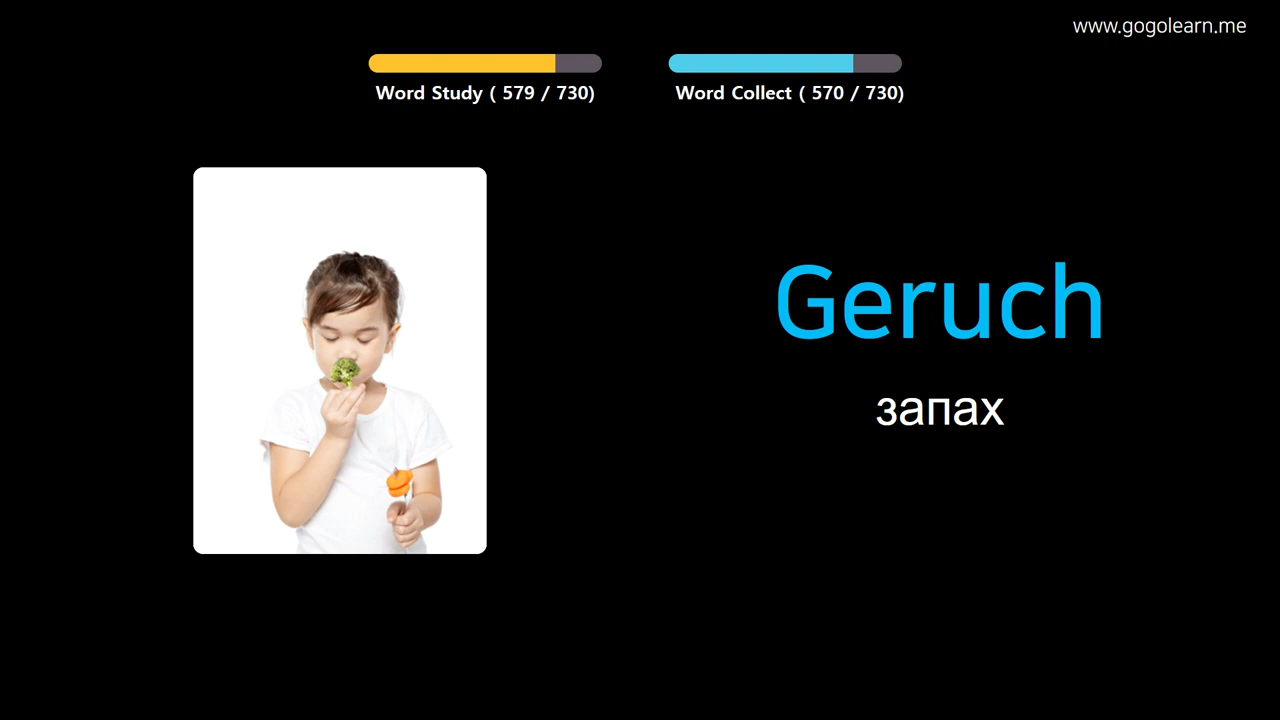 www.gogolearn.me
Word Study ( 579 / 730)
Word Collect ( 570 / 730)
Geruch
запах